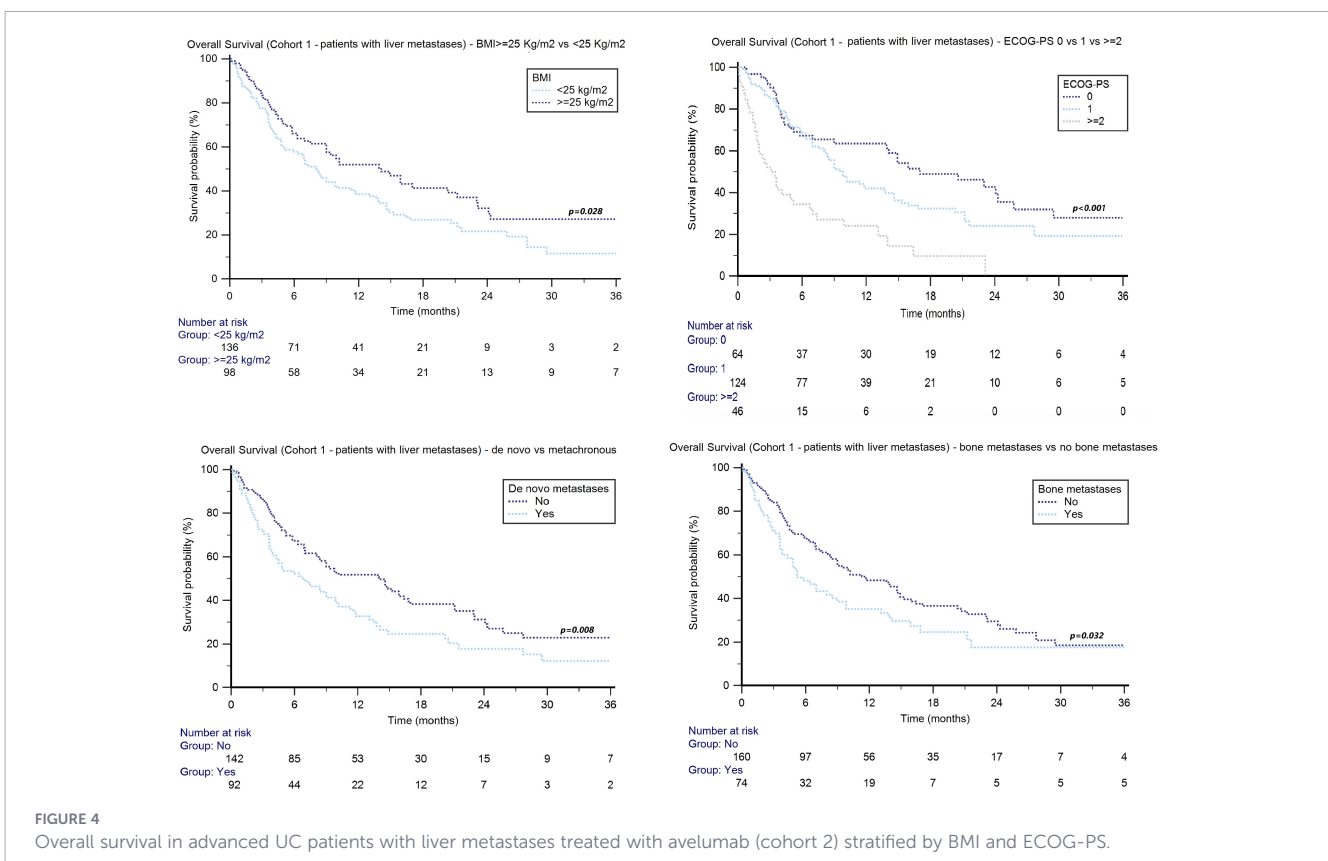 Overall Survival (Cohort 1 - patients with liver metastases) - BMI>=25 Kg/m2 vs <25 Kg/m2
BMI
<25 kg/m2
>=25 kg/m2
Survival probability (%)
100
80
60
40
20
0
p=0.028
0 6 12 18 24 30 36
Time (months)
Number at risk
Group: <25 kg/m2
136 71 41 21 9 3 2
Group: >=25 kg/m2
98 58 34 21 13 9 7
Overall Survival (Cohort 1 - patients with liver metastases) - ECOG-PS 0 vs 1 vs >=2
ECOG-PS
0
1
>=2
Survival probability (%)
100
80
60
40
20
0
p<0.001
0 6 12 18 24 30 36
Time (months)
Number at risk
Group: 0
64 37 30 19 12 6 4
Group: 1
124 77 39 21 10 6 5
Group: >=2
46 15 6 2 0 0 0
Overall Survival (Cohort 1 - patients with liver metastases) - de novo vs metachronous
De novo metastases
No
Yes
Survival probability (%)
100
80
60
40
20
0
p=0.008
0 6 12 18 24 30 36
Time (months)
Number at risk
Group: No
142 85 53 30 15 9 7
Group: Yes
92 44 22 12 7 3 2
Overall Survival (Cohort 1 - patients with liver metastases) - bone metastases vs no bone metastases
Bone metastases
No
Yes
Survival probability (%)
100
80
60
40
20
0
p=0.032
0 6 12 18 24 30 36
Time (months)
Number at risk
Group: No
160 97 56 35 17 7 4
Group: Yes
74 32 19 7 5 5 5
FIGURE 4
Overall survival in advanced UC patients with liver metastases treated with avelumab (cohort 2) stratified by BMI and ECOG-PS.